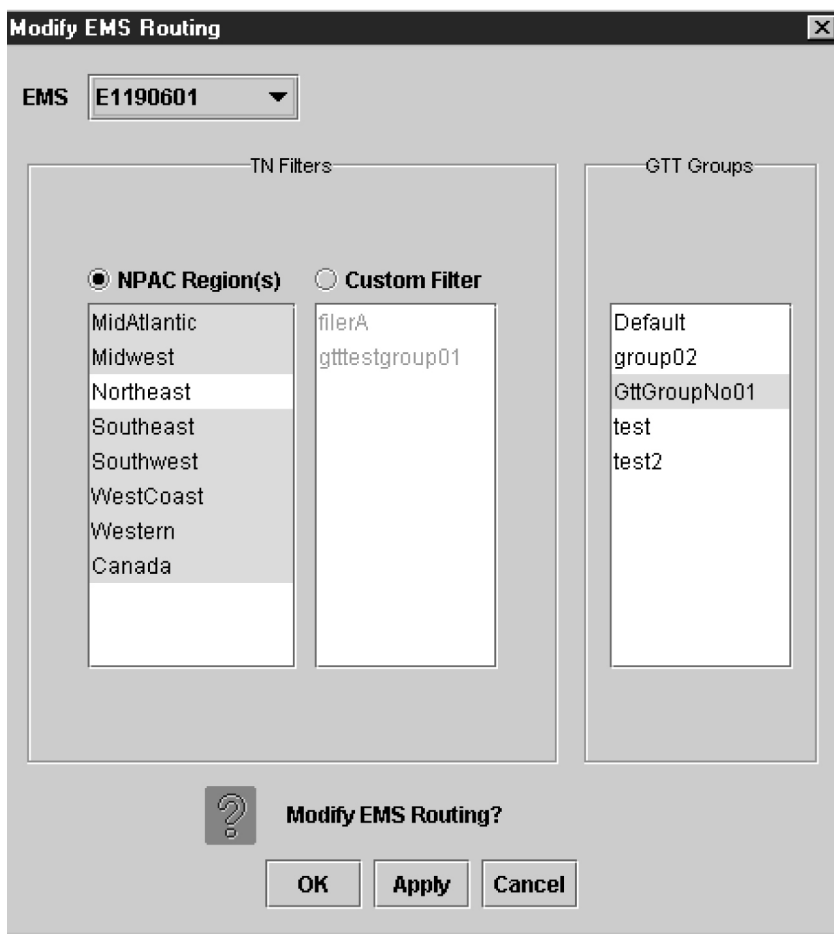 Modify EMS Routing
EMS E1190601
TN Filters
NPAC Region(s)
Custom Filter
MidAtlantic
Midwest
Northeast
Southeast
Southwest
WestCoast
Western
Canada
filerA
gtttestgroup01
GTT Groups
Default
group02
GttGroupNo01
test
test2
Modify EMS Routing?
OK Apply Cancel